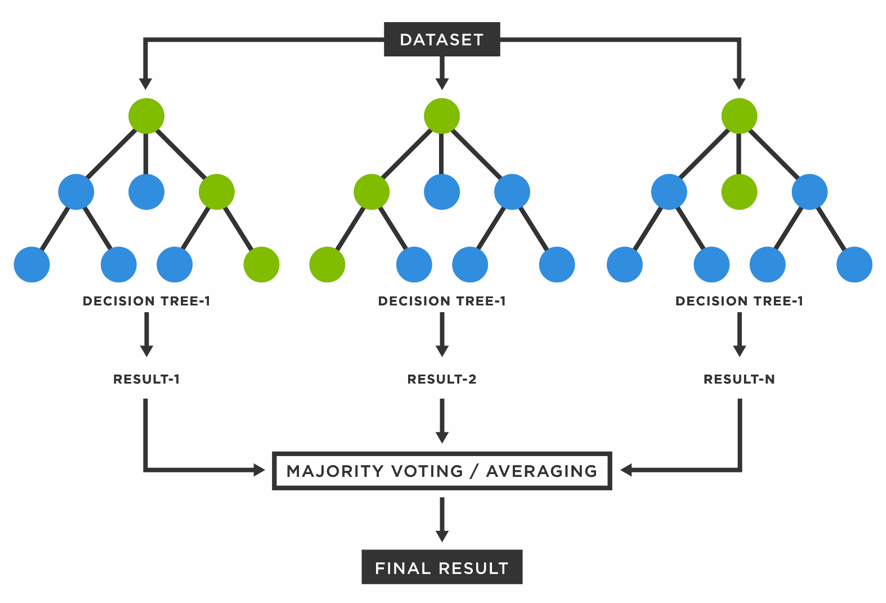 DATASET
DECISION TREE-1
DECISION TREE-1
DECISION TREE-1
RESULT-1
RESULT-2
RESULT-N
MAJORITY VOTING / AVERAGING
FINAL RESULT